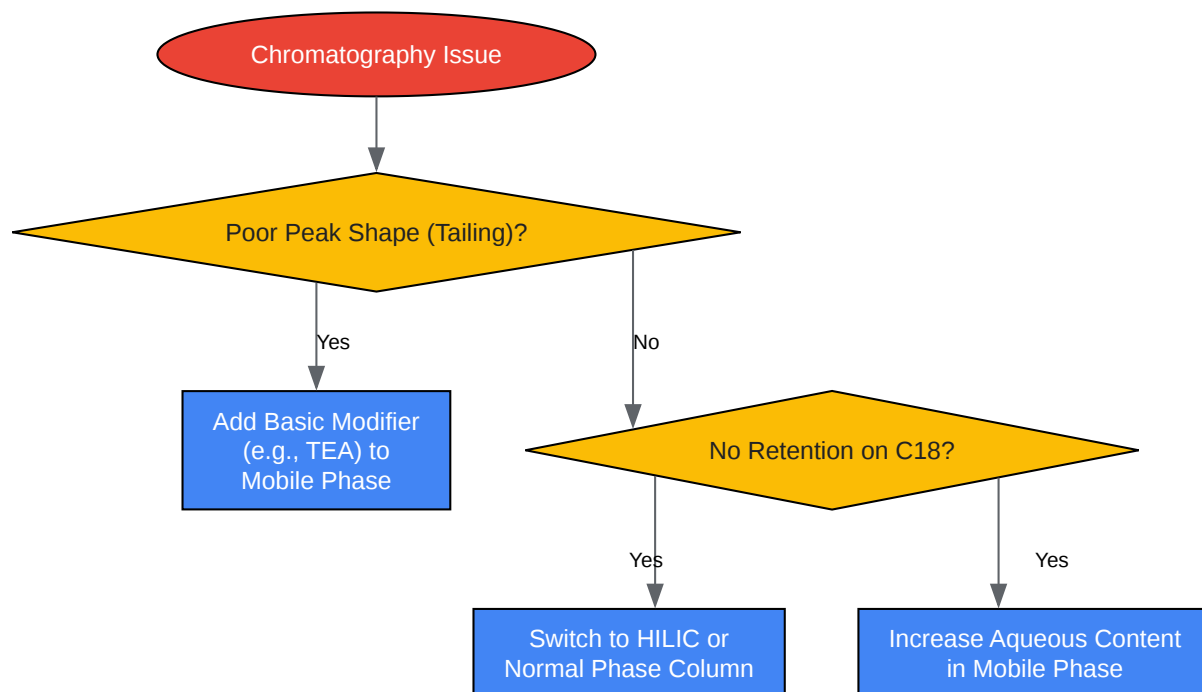 Chromatography Issue
Poor Peak Shape (Tailing)?
Yes
No
Add Basic Modifier
(e.g., TEA) to
Mobile Phase
No Retention on C18?
Yes
Yes
Switch to HILIC or
Normal Phase Column
Increase Aqueous Content
in Mobile Phase